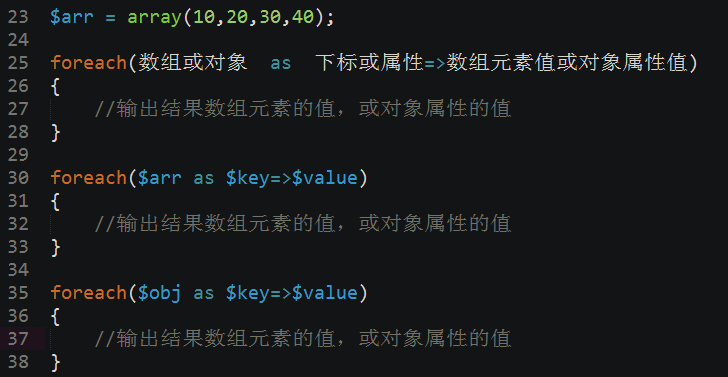 23 $arr = array(10,20,30,40);
24
25 foreach(数组或对象  as  下标或属性=>数组元素值或对象属性值)
26 {
27     //输出结果数组元素的值，或对象属性的值
28 }
29
30 foreach($arr as $key=>$value)
31 {
32     //输出结果数组元素的值，或对象属性的值
33 }
34
35 foreach($obj as $key=>$value)
36 {
37     //输出结果数组元素的值，或对象属性的值
38 }